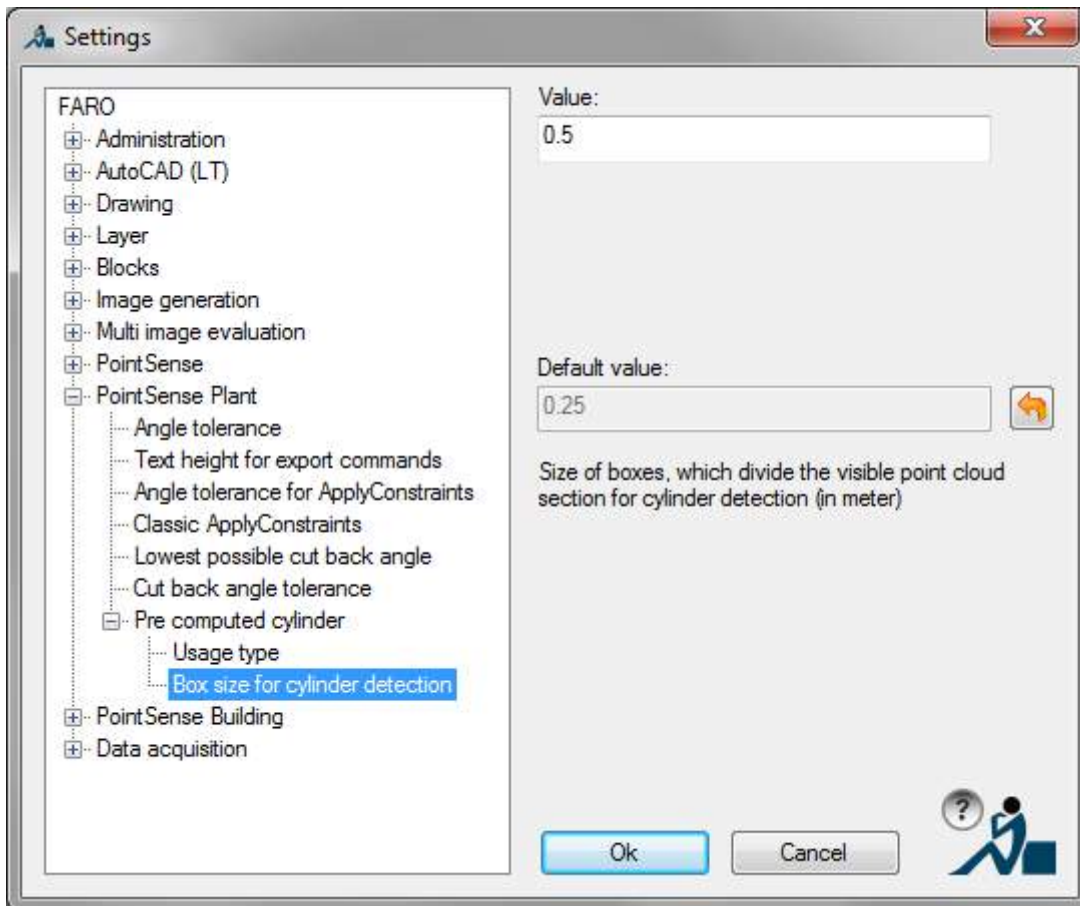 Settings
FARO
Administration
AutoCAD (LT)
Drawing
Layer
Blocks
Image generation
Multi image evaluation
PointSense
PointSense Plant
Angle tolerance
Text height for export commands
Angle tolerance for ApplyConstraints
Classic ApplyConstraints
Lowest possible cut back angle
Cut back angle tolerance
Pre computed cylinder
Usage type
Box size for cylinder detection
PointSense Building
Data acquisition
Value:
0.5
Default value:
0.25
Size of boxes, which divide the visible point cloud
section for cylinder detection (in meter)
?
Ok
Cancel